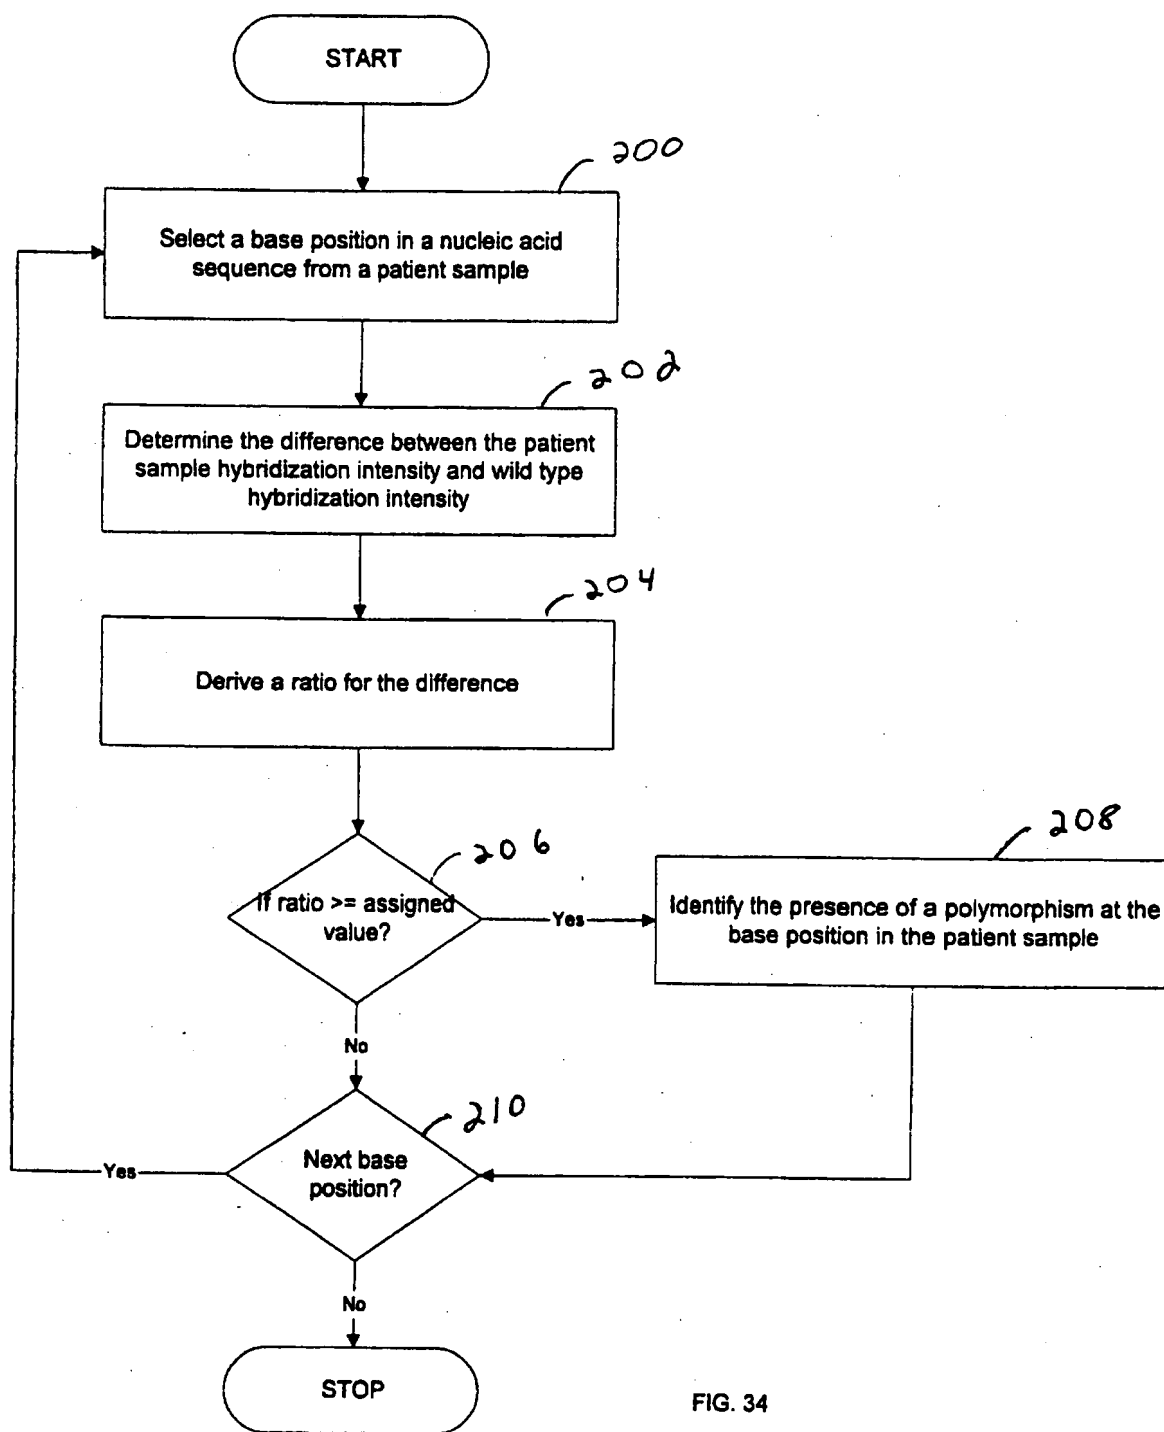 START
200
Select a base position in a nucleic acid
sequence from a patient sample
202
Determine the difference between the patient
sample hybridization intensity and wild type
hybridization intensity
204
Derive a ratio for the difference
206
If ratio >= assigned
value?
Yes
208
Identify the presence of a polymorphism at the
base position in the patient sample
No
210
Next base
position?
Yes
No
STOP
FIG. 34